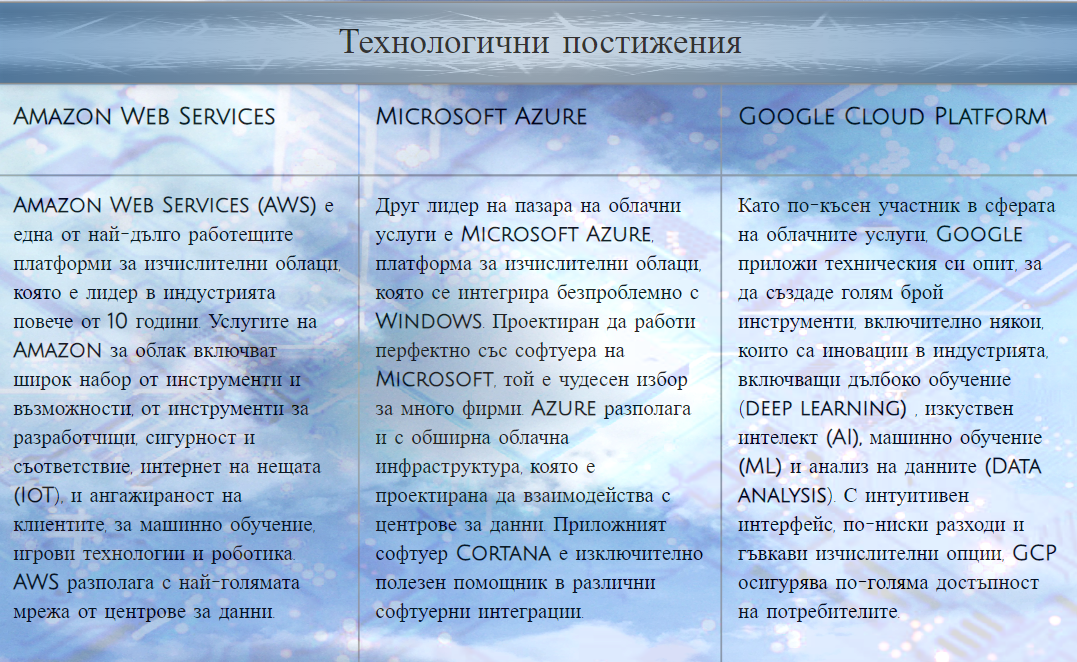 Технологични постижения
Amazon Web Services
Microsoft Azure
Google Cloud Platform
Amazon Web Services (AWS) е
една от най-дълго работещите
платформи за изчислителни облаци,
която е лидер в индустрията
повече от 10 години. Услугите на
Amazon за облак включват
широк набор от инструменти и
възможности, от инструменти за
разработчици, сигурност и
съответствие, интернет на нещата
(IOT), и ангажираност на
клиентите, за машинно обучение,
игрови технологии и роботика.
AWS разполага с най-голямата
мрежа от центрове за данни.
Друг лидер на пазара на облачни
услуги е Microsoft Azure,
платформа за изчислителни облаци,
която се интегрира безпроблемно с
Windows. Проектиран да работи
перфектно със софтуера на
Microsoft, той е чудесен избор
за много фирми. Azure разполага
и с обширна облачна
инфраструктура, която е
проектирана да взаимодейства с
центрове за данни. Приложният
софтуер Cortana е изключително
полезен помощник в различни
софтуерни интеграции.
Като по-късен участник в сферата
на облачните услуги, Google
приложи техническия си опит, за
да създаде голям брой
инструменти, включително някои,
които са иновации в индустрията,
включващи дълбоко обучение
(deep learning) , изкуствен
интелект (AI), машинно обучение
(ML) и анализ на данните (Data
analysis). С интуитивен
интерфейс, по-ниски разходи и
гъвкави изчислителни опции, GCP
осигурява по-голяма достъпност
на потребителите.